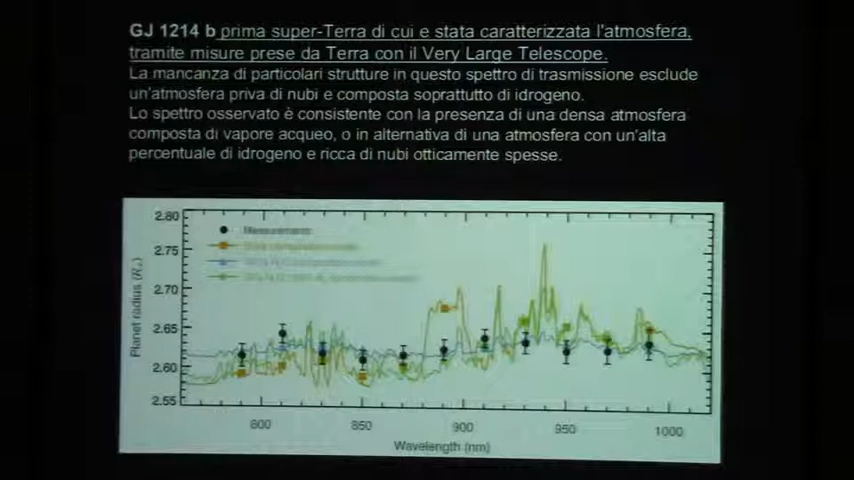 GJ 1214 b prima super-Terra di cui e stata caratterizzata l'atmosfera,
tramite misure prese da Terra con il Very Large Telescope.
La mancanza di particolari strutture in questo spettro di trasmissione esclude
un'atmosfera priva di nubi e composta soprattutto di idrogeno.
Lo spettro osservato è consistente con la presenza di una densa atmosfera
composta di vapore acqueo, o in alternativa di una atmosfera con un'alta
percentuale di idrogeno e ricca di nubi otticamente spesse.
2.80
Measurements
2.75
2.70
Planet radius
2.65
2.60
2.55
800 850 900 950 1000
Wavelength (nm)